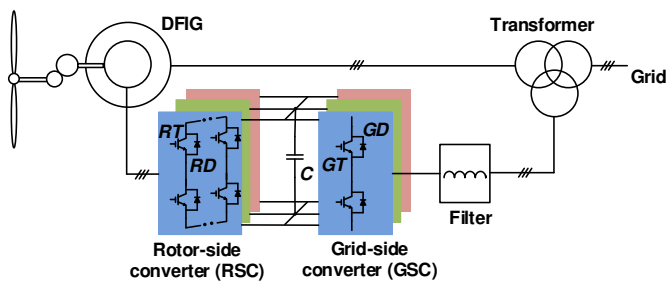 DFIG
Transformer
Grid
RT
RD
C
GD
GT
Filter
Rotor-side
converter (RSC)
Grid-side
converter (GSC)